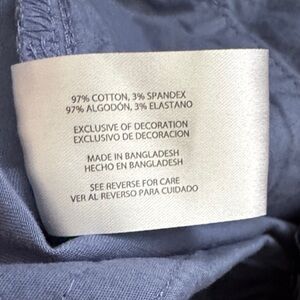 97% COTTON, 3% SPANDEX
97% ALGODÓN, 3% ELASTANO
EXCLUSIVE OF DECORATION
EXCLUSIVO DE DECORACION
MADE IN BANGLADESH
HECHO EN BANGLADESH
SEE REVERSE FOR CARE
VER AL REVERSO PARA CUIDADO